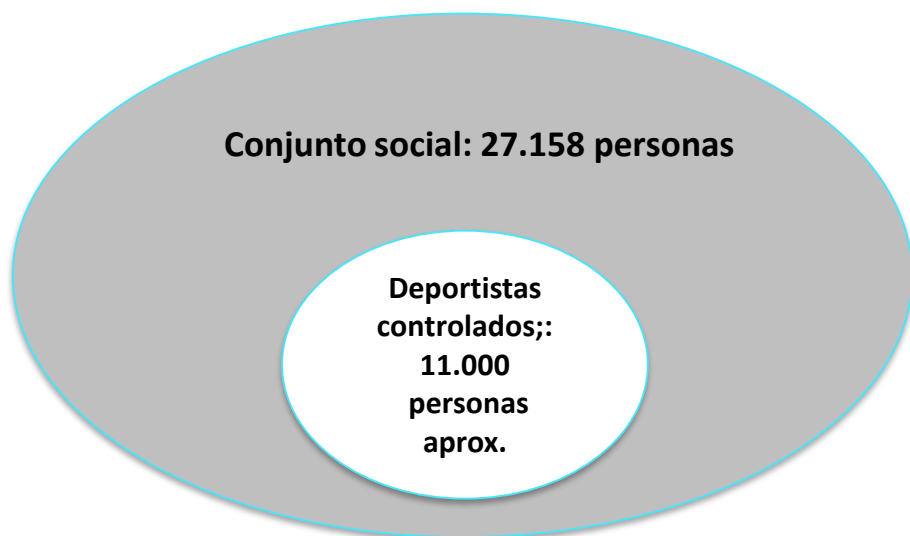 Conjunto social: 27.158 personas
Deportistas
controlados;:
11.000
personas
aprox.